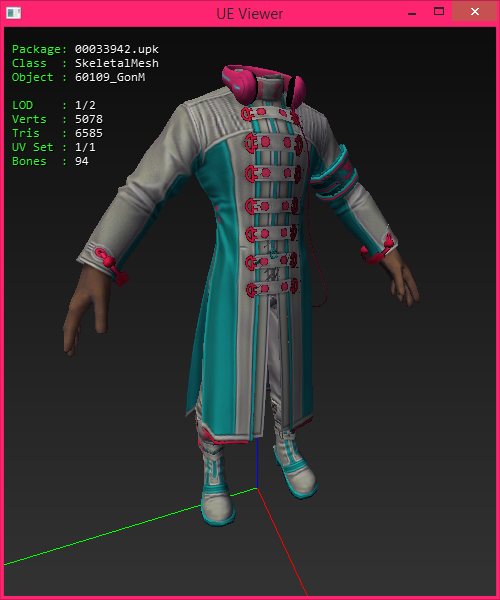 UE Viewer
Package: 00033942.upk
Class : SkeletalMesh
Object : 60109_GonM
LOD : 1/2
Verts : 5078
Tris : 6585
UV Set : 1/1
Bones : 94